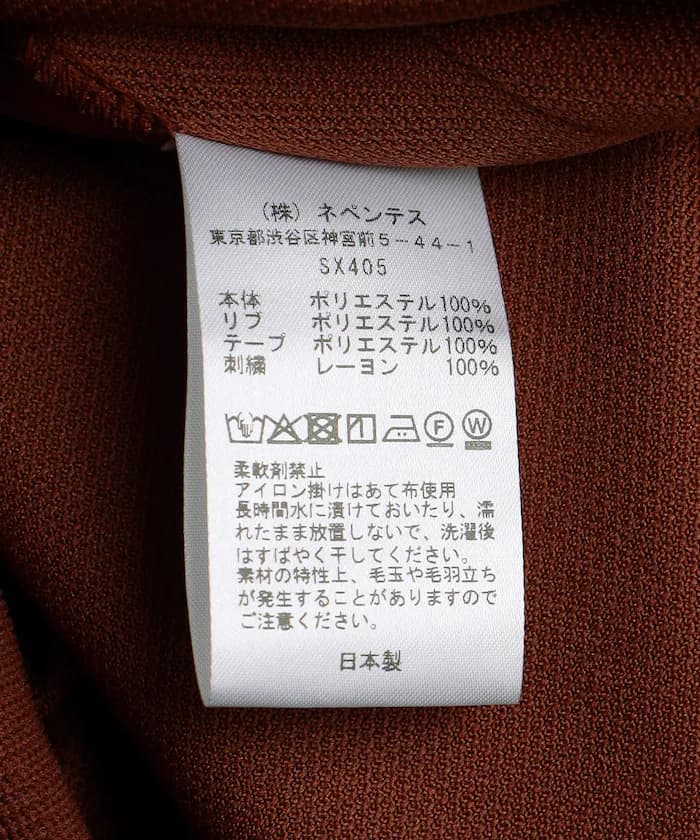 (株) ネペンテス
東京都渋谷区神宮前5-44-1
SX405
本体 ポリエステル100%
リブ ポリエステル100%
テープ ポリエステル100%
刺繍 レーヨン 100%
F W
柔軟剤禁止
アイロン掛けはあて布使用
長時間水に漬けておいたり、濡
れたまま放置しないで、洗濯後
はすばやく干してください。
素材の特性上、毛玉や毛羽立ち
が発生することがありますので
ご注意ください。
日本製